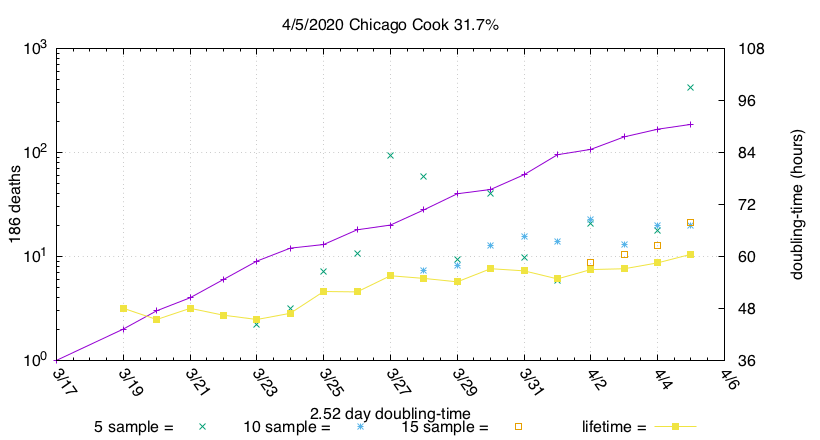 4/5/2020 Chicago Cook 31.7%
10^3
10^2
10^1
10^0
186 deaths
108
96
84
72
60
48
36
doubling-time (hours)
3/17 3/19 3/21 3/23 3/25 3/27 3/29 3/31 4/2 4/4 4/6
2.52 day doubling-time
5 sample = 10 sample = 15 sample = lifetime =